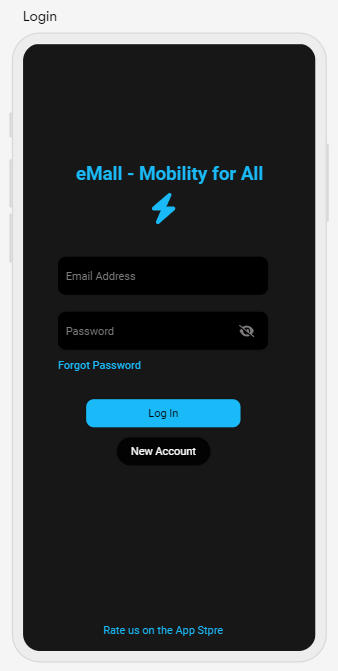 Login
eMall - Mobility for All
Email Address
Password
Forgot Password
Log In
New Account
Rate us on the App Stpre